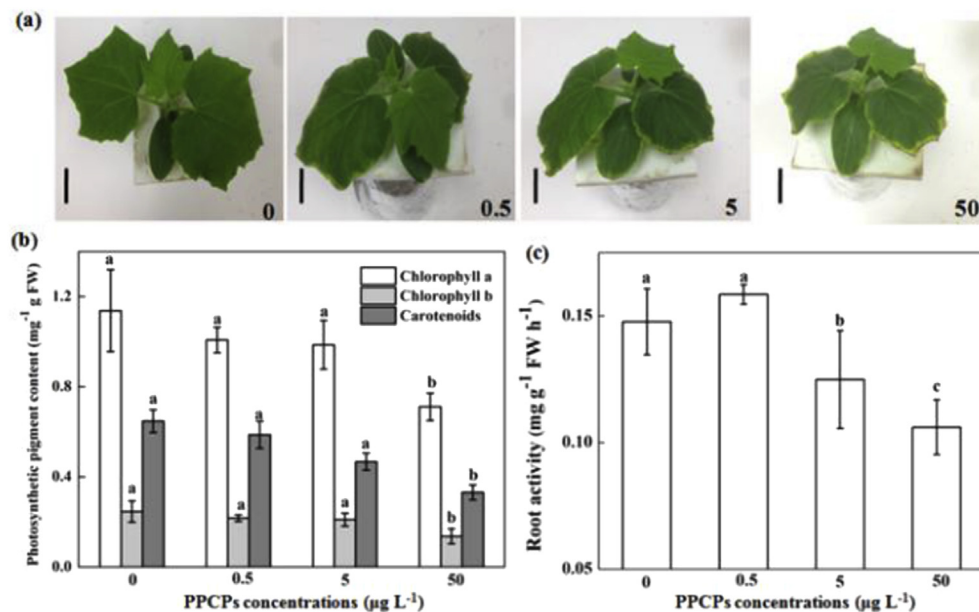 (a)
0
0.5
5
50
(b)
Photosynthetic pigment content (mg⁻¹ g FW)
1.2
0.8
0.4
0.0
a
a
a
b
a
a
a
b
a
a
a
b
Chlorophyll a
Chlorophyll b
Carotenoids
0
0.5
5
50
PPCPs concentrations (μg L⁻¹)
(c)
Root activity (mg g⁻¹ FW h⁻¹)
0.15
0.10
0.05
a
a
b
c
0
0.5
5
50
PPCPs concentrations (μg L⁻¹)